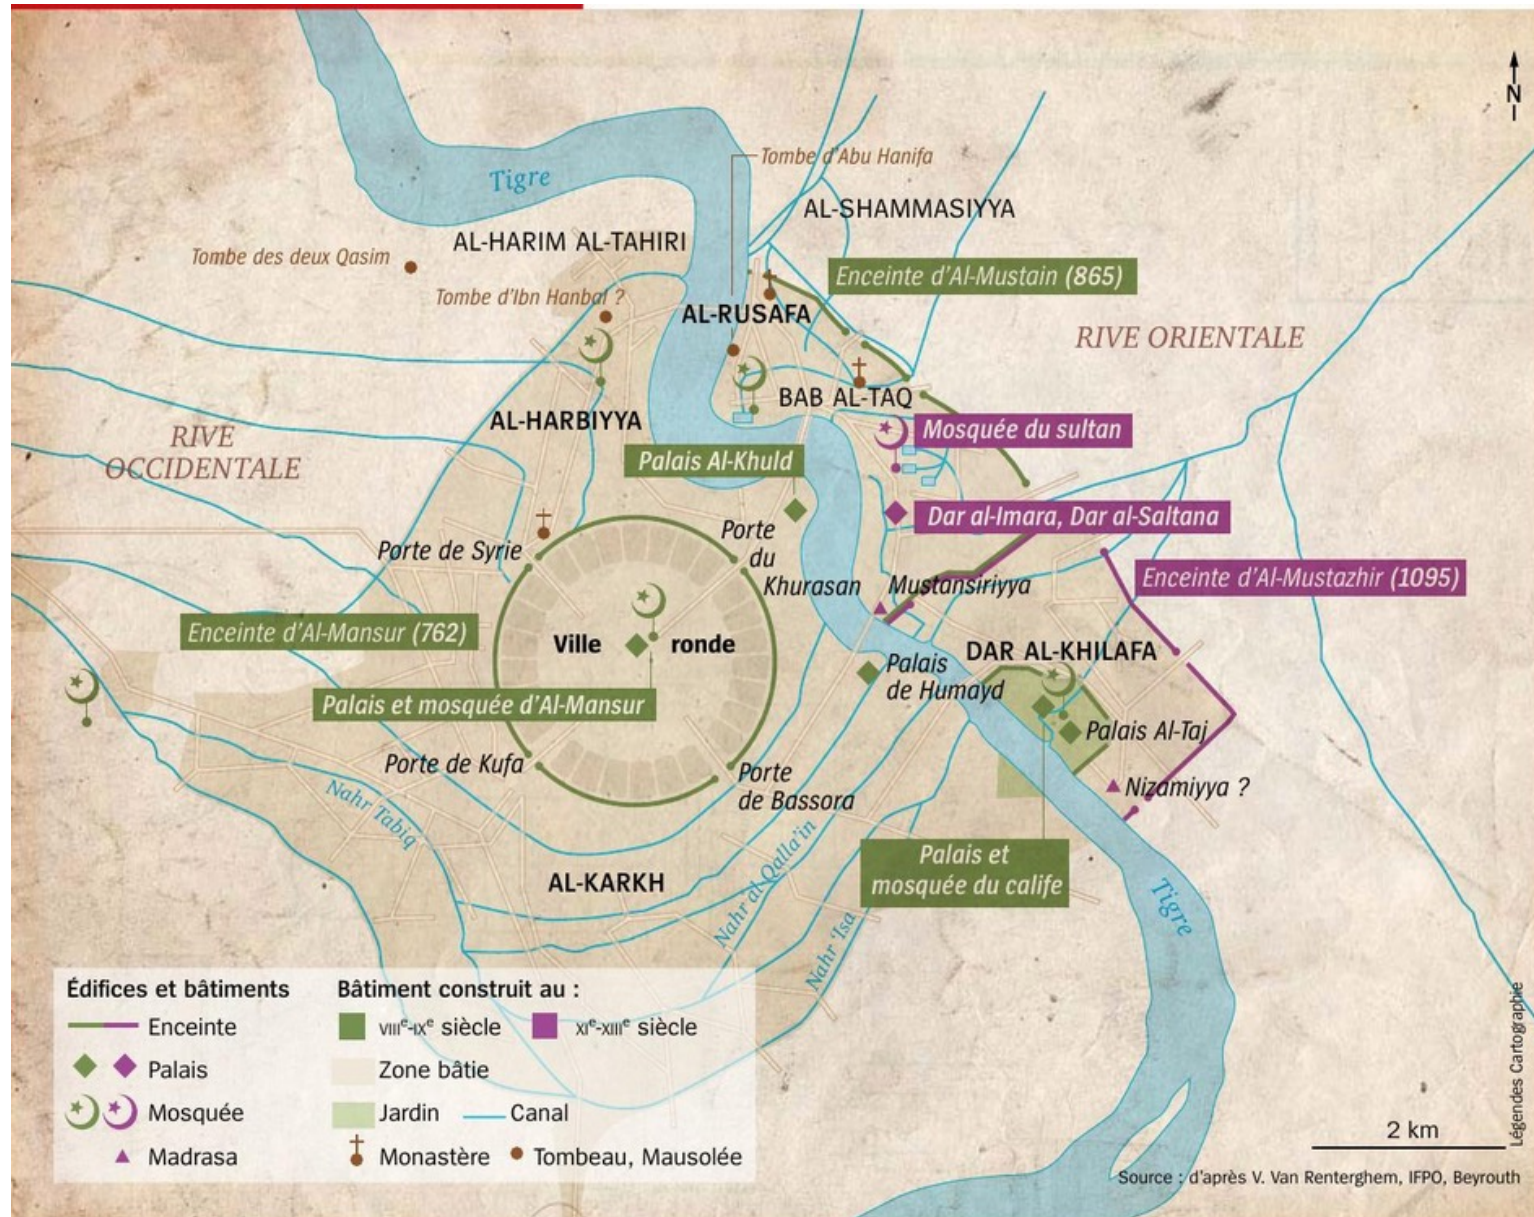 N
Tigre
Tombe d'Abu Hanifa
AL-SHAMMASIYYA
AL-HARIM AL-TAHIRI
Tombe des deux Qasim
Enceinte d'Al-Mustain (865)
Tombe d'Ibn Hanbal ?
AL-RUSAFA
RIVE ORIENTALE
BAB AL-TAQ
AL-HARBIYYA
Mosquée du sultan
RIVE
OCCIDENTALE
Palais Al-Khuld
Dar al-Imara, Dar al-Saltana
Porte de Syrie
Porte
du
Khurasan
Mustansiriyya
Enceinte d'Al-Mustazhir (1095)
Enceinte d'Al-Mansur (762)
Ville ronde
DAR AL-KHILAFA
Palais
de Humayd
Palais et mosquée d'Al-Mansur
Palais Al-Taj
Porte de Kufa
Porte
de Bassora
Nizamiyya ?
Nahr Tabiq
Nahr al Qalla'in
Palais et
mosquée du calife
AL-KARKH
Nahr 'Isa
Tigre
Édifices et bâtiments
Enceinte
Palais
Mosquée
Madrasa
Bâtiment construit au :
VIIIe-IXe siècle
XIe-XIIIe siècle
Zone bâtie
Jardin
Canal
Monastère
Tombeau, Mausolée
2 km
Source : d'après V. Van Renterghem, IFPO, Beyrouth
Légendes Cartographie